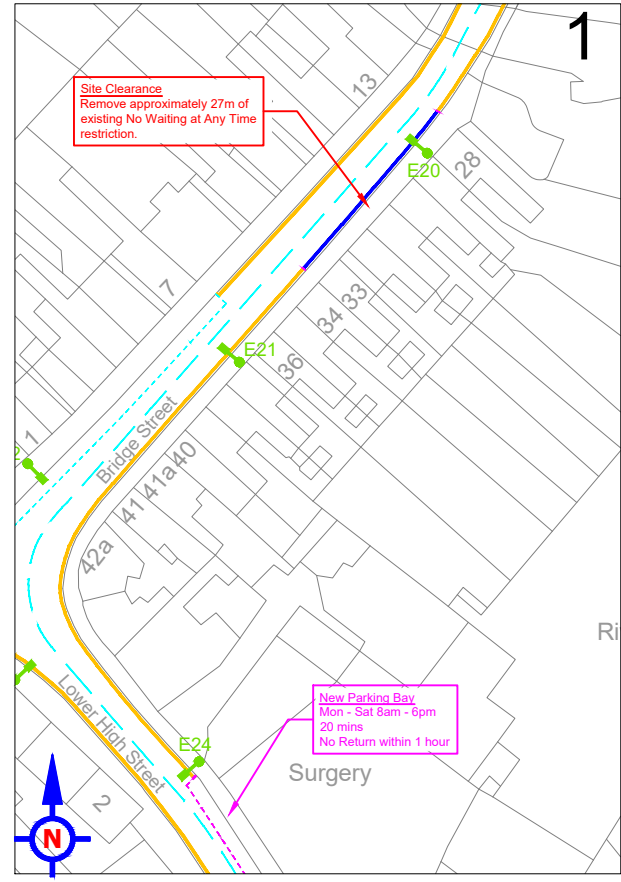 1
Site Clearance
Remove approximately 27m of
existing No Waiting at Any Time
restriction.
13
E20
28
7
34 33
E21
36
Bridge Street
1
40
41a
41
42a
Lower High Street
Ri
New Parking Bay
Mon - Sat 8am - 6pm
20 mins
No Return within 1 hour
E24
Surgery
2
N